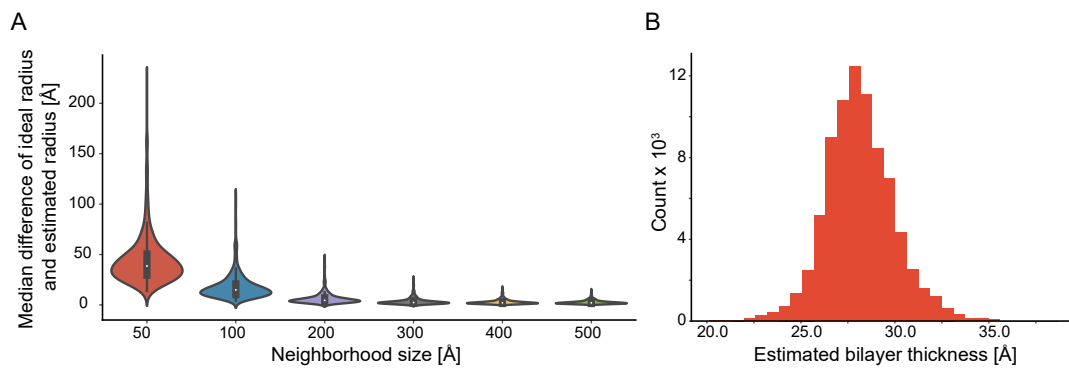 A
Median difference of ideal radius
and estimated radius [Å]
200
150
100
50
0
50
100
200
300
400
500
Neighborhood size [Å]
B
Count x 10³
12
8
4
0
20.0
25.0
30.0
35.0
Estimated bilayer thickness [Å]